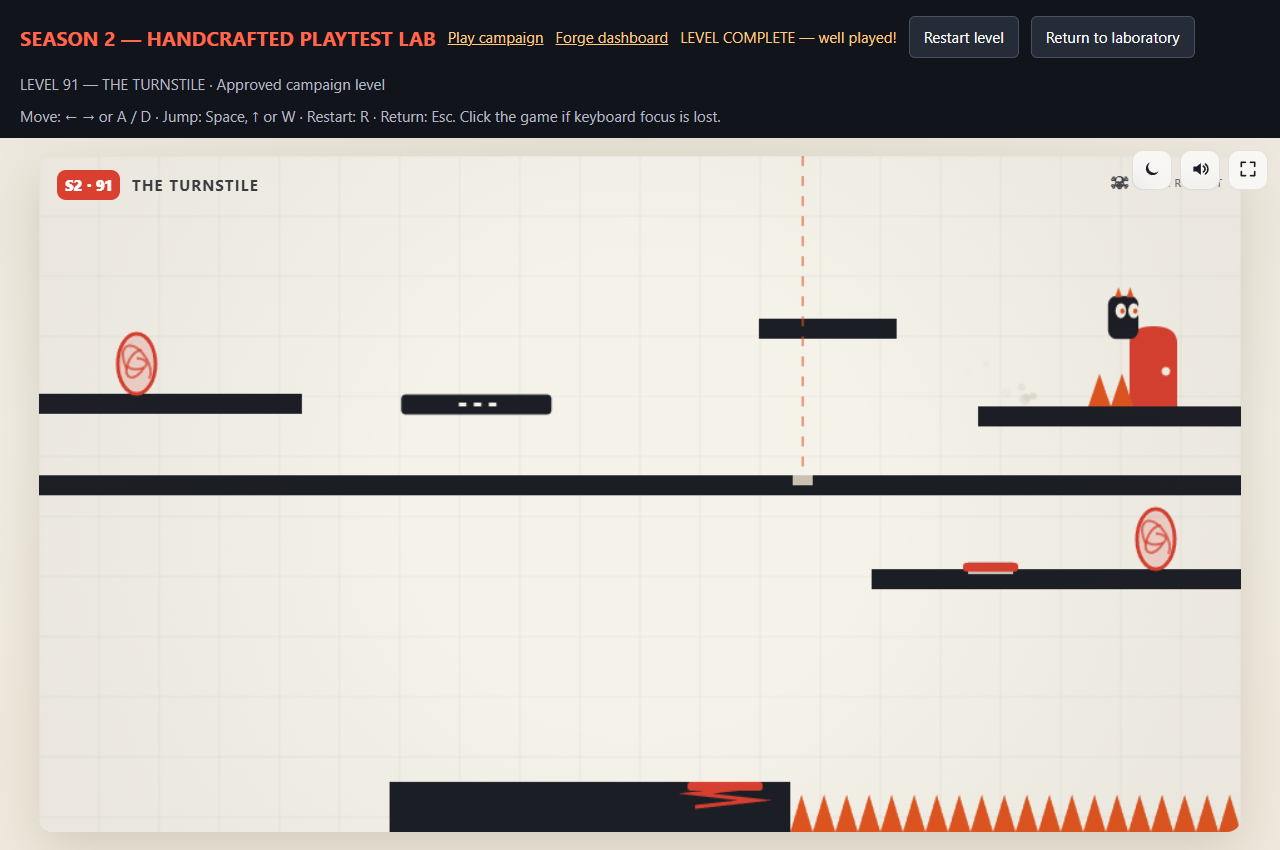 SEASON 2 — HANDCRAFTED PLAYTEST LAB Play campaign Forge dashboard LEVEL COMPLETE — well played! Restart level Return to laboratory
LEVEL 91 — THE TURNSTILE · Approved campaign level
Move: ← → or A / D · Jump: Space, ↑ or W · Restart: R · Return: Esc. Click the game if keyboard focus is lost.
S2 · 91 THE TURNSTILE